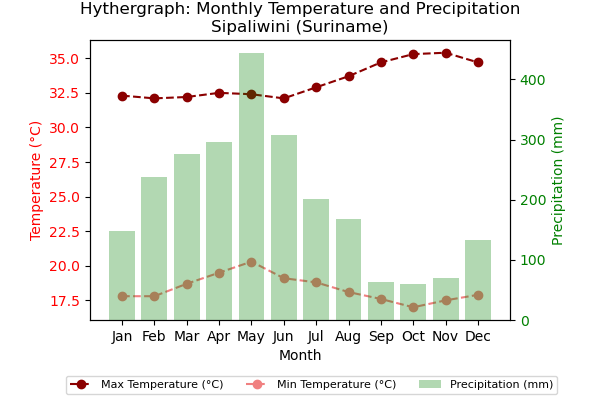 Hythergraph: Monthly Temperature and Precipitation
Sipaliwini (Suriname)
Temperature (°C)
35.0
32.5
30.0
27.5
25.0
22.5
20.0
17.5
Precipitation (mm)
400
300
200
100
0
Jan Feb Mar Apr May Jun Jul Aug Sep Oct Nov Dec
Month
Max Temperature (°C) Min Temperature (°C) Precipitation (mm)